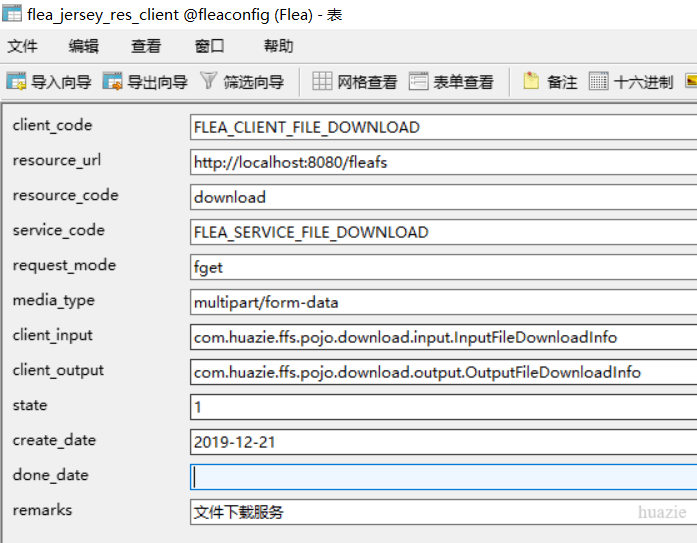 flea_jersey_res_client @fleaconfig (Flea) - 表
文件 编辑 查看 窗口 帮助
导入向导 导出向导 筛选向导 网格查看 表单查看 备注 十六进制
client_code FLEA_CLIENT_FILE_DOWNLOAD
resource_url http://localhost:8080/fleafs
resource_code download
service_code FLEA_SERVICE_FILE_DOWNLOAD
request_mode fget
media_type multipart/form-data
client_input com.huazie.ffs.pojo.download.input.InputFileDownloadInfo
client_output com.huazie.ffs.pojo.download.output.OutputFileDownloadInfo
state 1
create_date 2019-12-21
done_date
remarks 文件下载服务 huazie